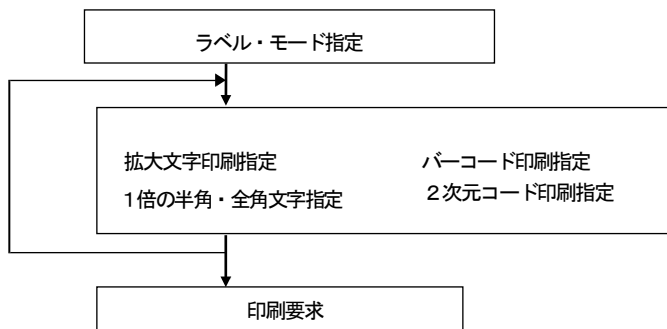 ラベル・モード指定
拡大文字印刷指定
バーコード印刷指定
1倍の半角・全角文字指定
2次元コード印刷指定
印刷要求